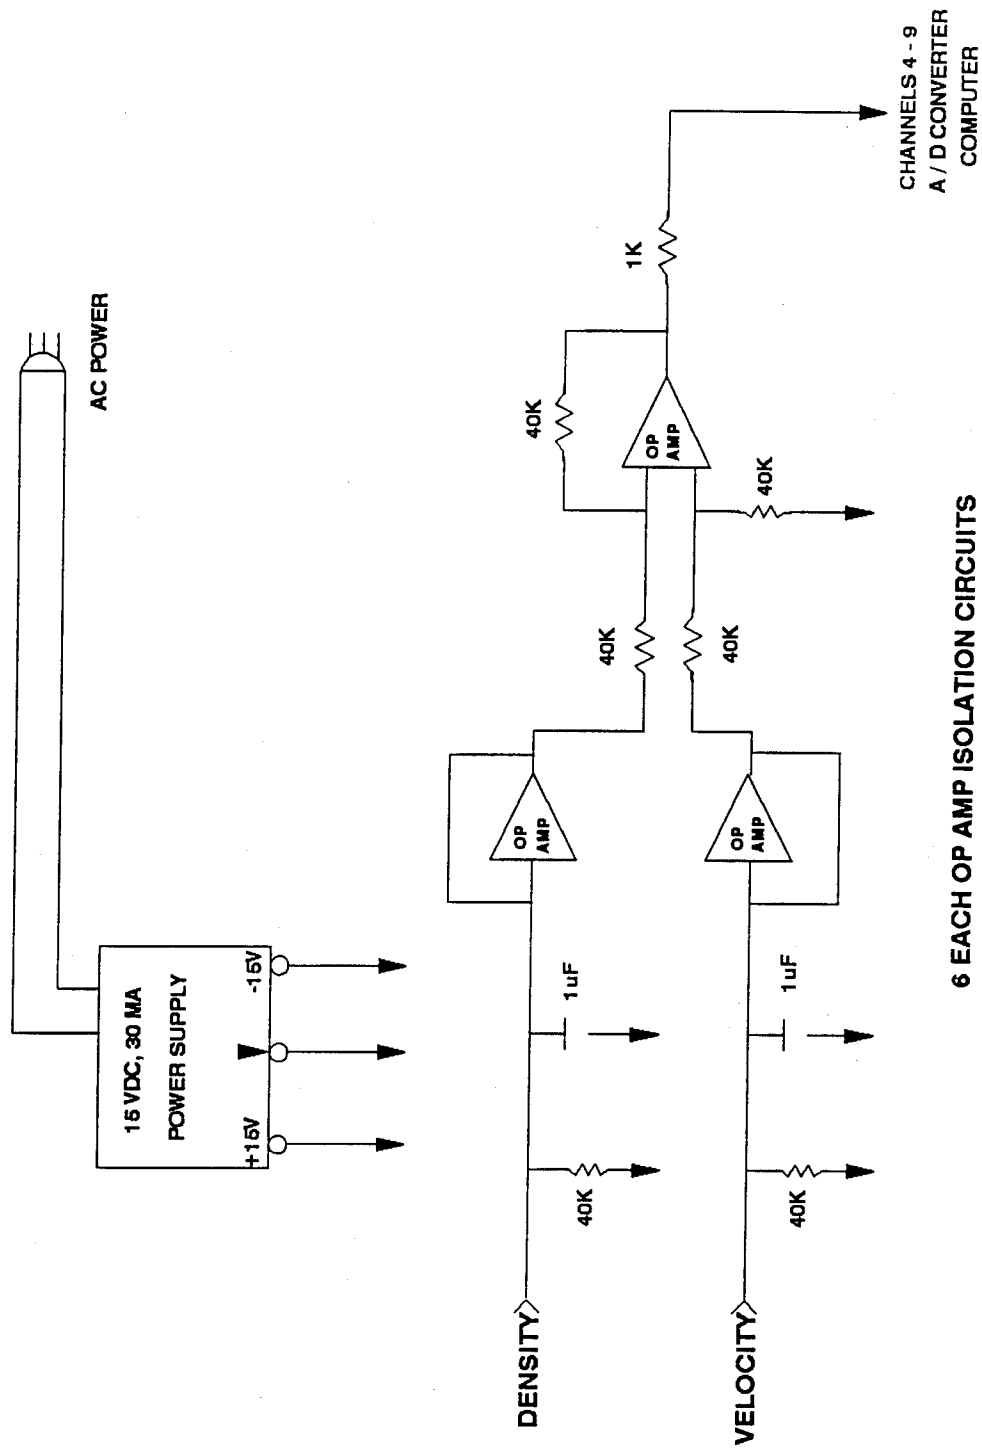 AC POWER
15 VDC, 30 MA
POWER SUPPLY
+15V
-15V
DENSITY
40K
1uF
OP
AMP
40K
40K
OP
AMP
1K
CHANNELS 4 - 9
A / D CONVERTER
COMPUTER
VELOCITY
40K
1uF
OP
AMP
40K
40K
6 EACH OP AMP ISOLATION CIRCUITS